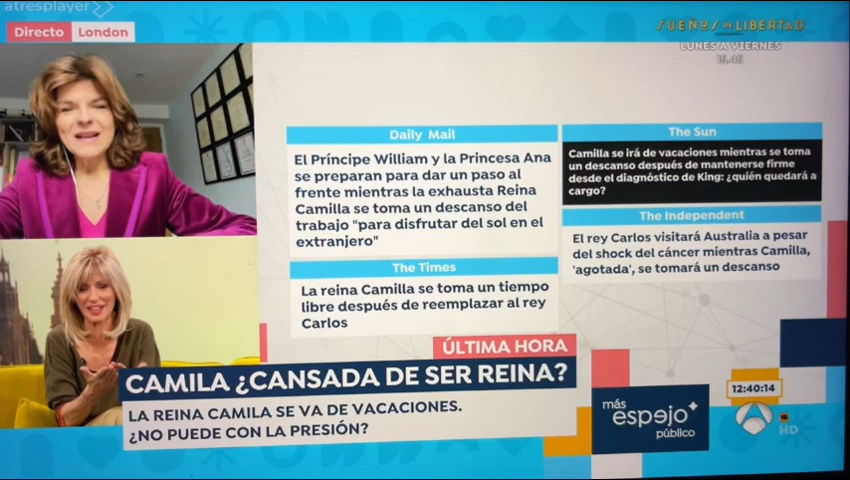 atresplayer
Directo London
SUEÑOS DE LIBERTAD
LUNES A VIERNES
15:45
Daily Mail
El Príncipe William y la Princesa Ana
se preparan para dar un paso al
frente mientras la exhausta Reina
Camilla se toma un descanso del
trabajo "para disfrutar del sol en el
extranjero"
The Times
La reina Camilla se toma un tiempo
libre después de reemplazar al rey
Carlos
The Sun
Camilla se irá de vacaciones mientras se toma
un descanso después de mantenerse firme
desde el diagnóstico de King: ¿quién quedará a
cargo?
The Independent
El rey Carlos visitará Australia a pesar
del shock del cáncer mientras Camilla,
'agotada', se tomará un descanso
ÚLTIMA HORA
CAMILA ¿CANSADA DE SER REINA?
LA REINA CAMILA SE VA DE VACACIONES.
¿NO PUEDE CON LA PRESIÓN?
más
espejo
público
12:40:14
HD